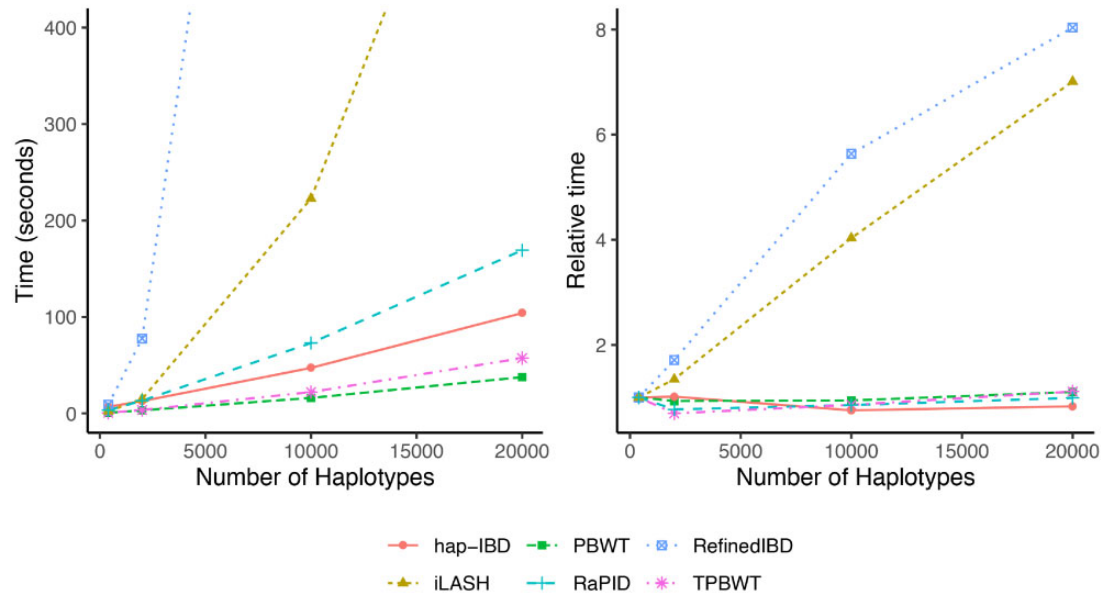 400
300
200
100
0
Time (seconds)
0 5000 10000 15000 20000
Number of Haplotypes
8
6
4
2
Relative time
0 5000 10000 15000 20000
Number of Haplotypes
hap-IBD PBWT RefinedIBD
iLASH RaPID TPBWT